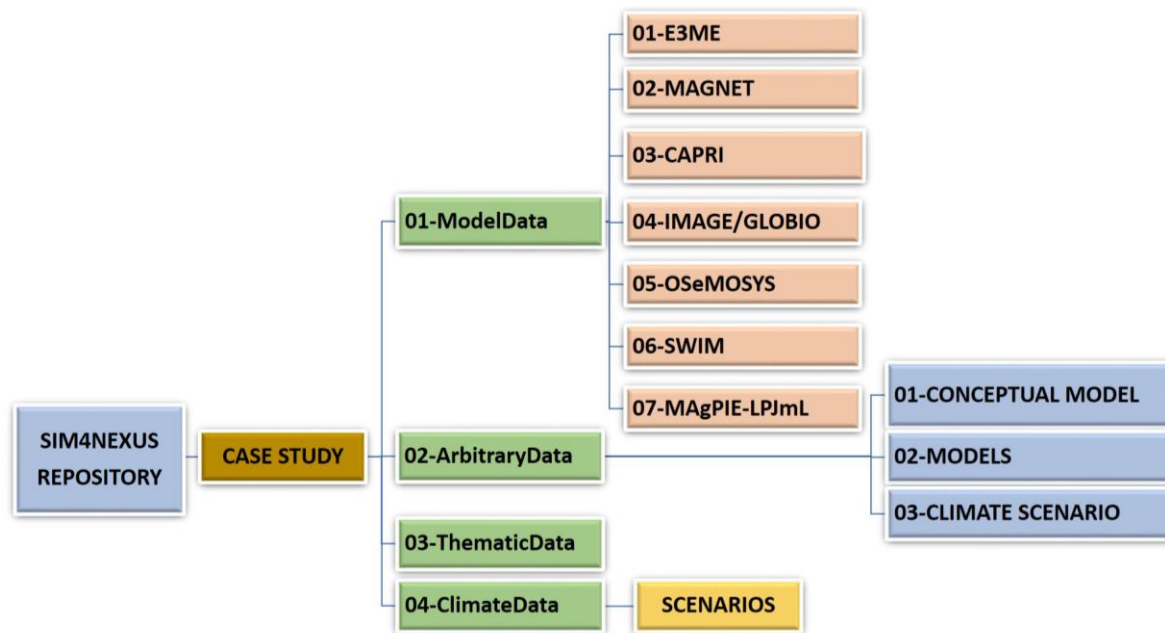 SIM4NEXUS
REPOSITORY
CASE STUDY
01-ModelData
01-E3ME
02-MAGNET
03-CAPRI
04-IMAGE/GLOBIO
05-OSeMOSYS
06-SWIM
07-MAgPIE-LPJmL
02-ArbitraryData
01-CONCEPTUAL MODEL
02-MODELS
03-CLIMATE SCENARIO
03-ThematicData
04-ClimateData
SCENARIOS